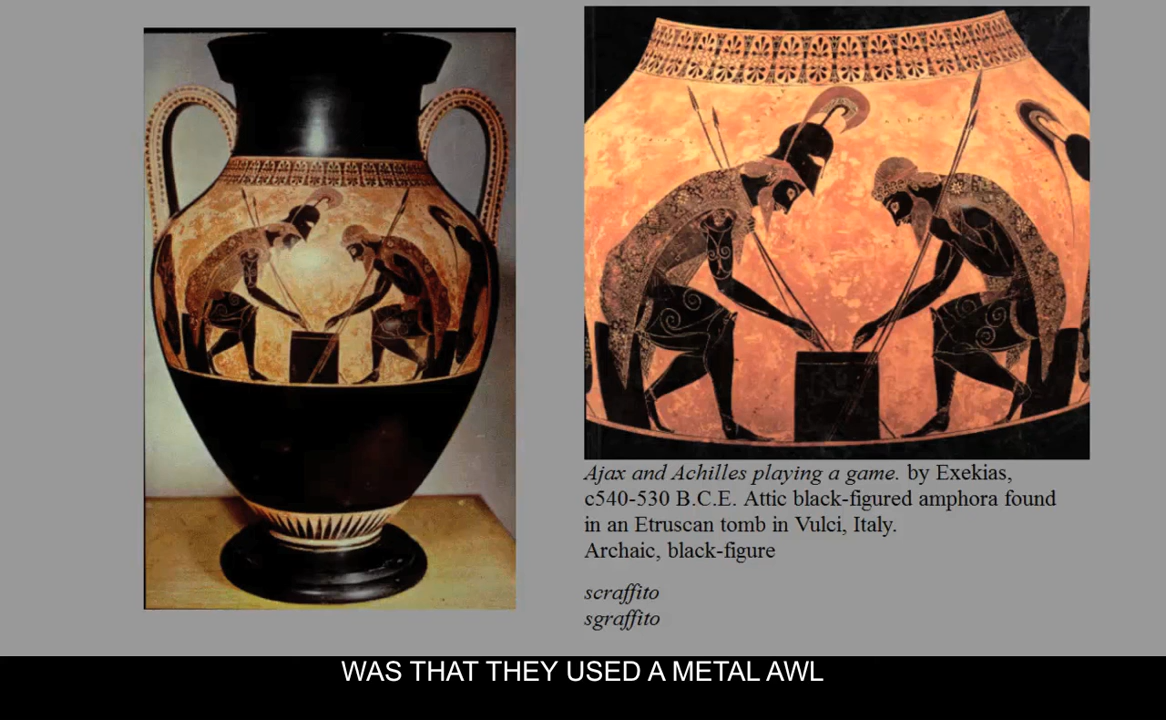 Ajax and Achilles playing a game. by Exekias,
c540-530 B.C.E. Attic black-figured amphora found
in an Etruscan tomb in Vulci, Italy.
Archaic, black-figure
scraffito
sgraffito
WAS THAT THEY USED A METAL AWL